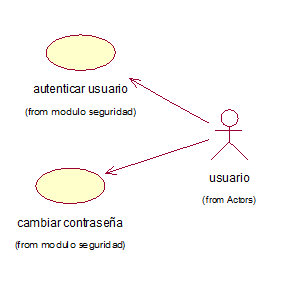 autenticar usuario
(from modulo seguridad)
usuario
(from Actors)
cambiar contraseña
(from modulo seguridad)